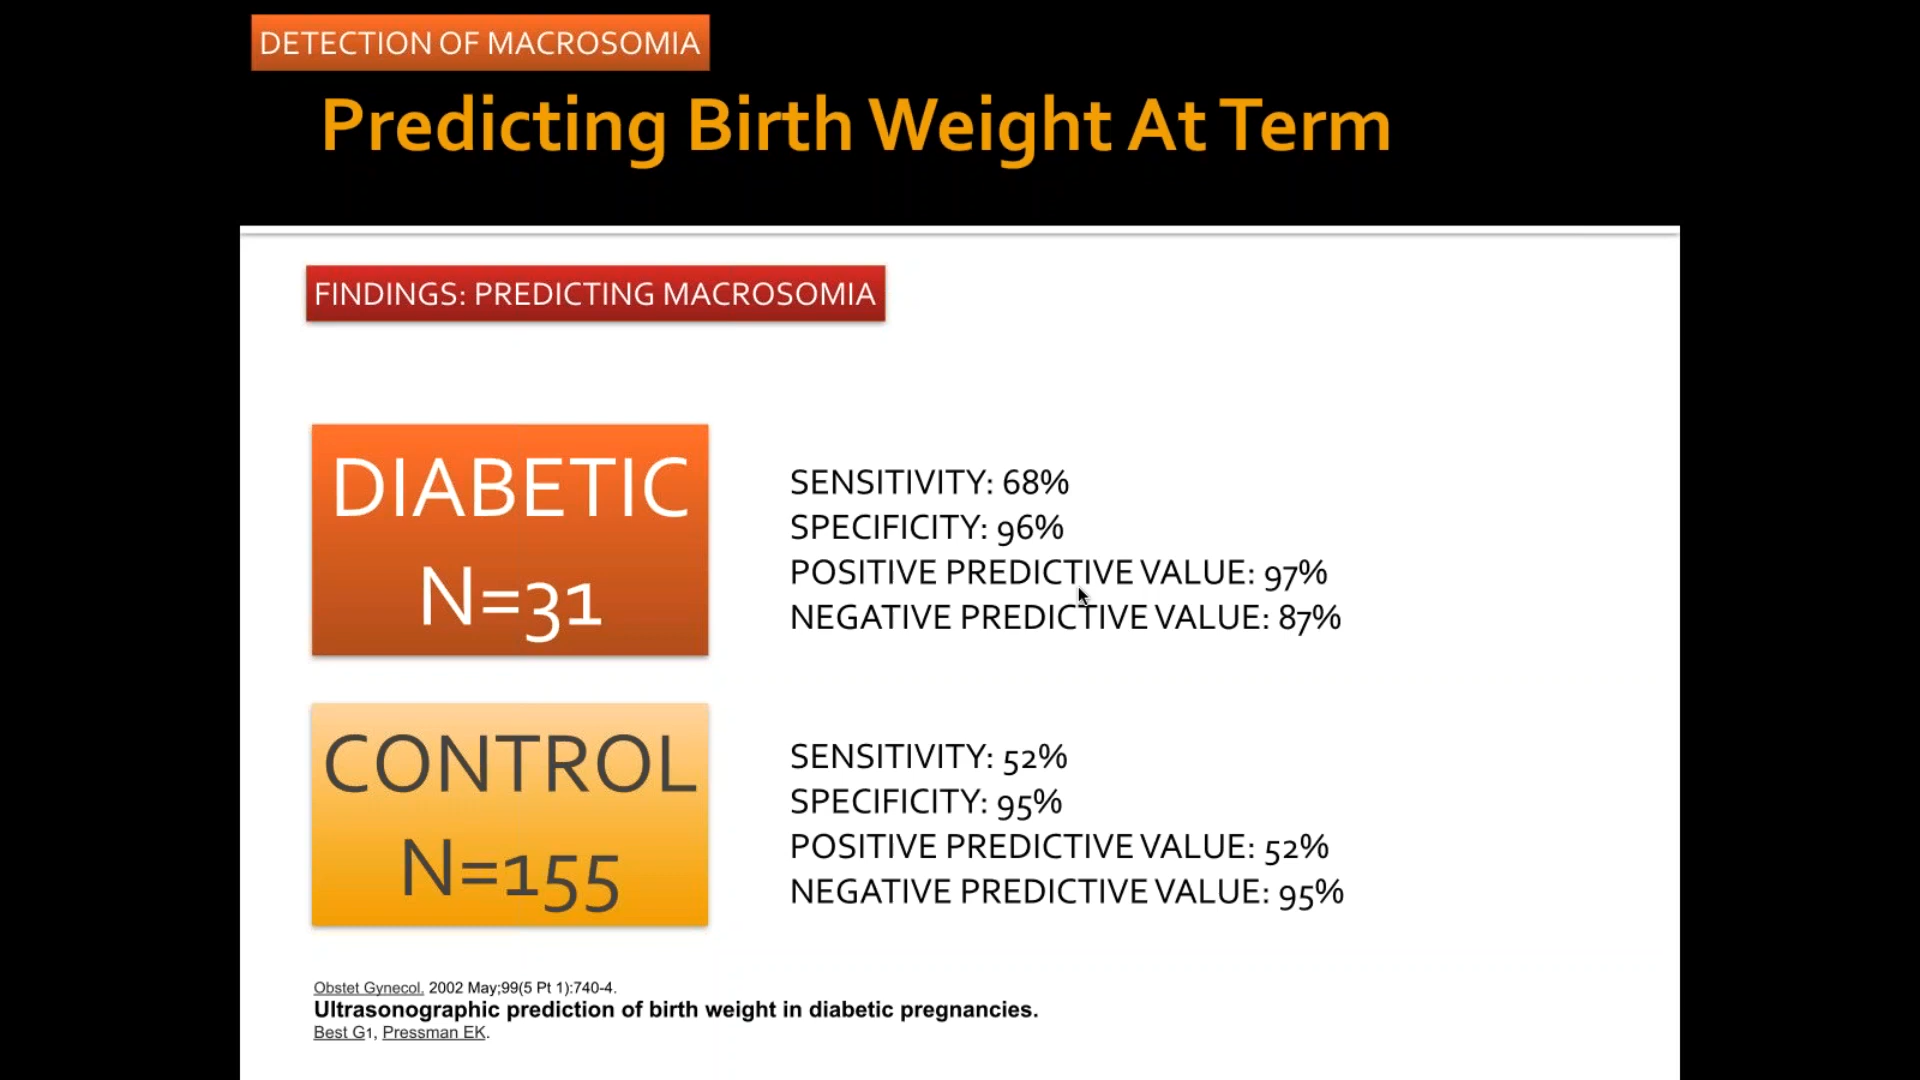 DETECTION OF MACROSOMIA
Predicting Birth Weight At Term
FINDINGS: PREDICTING MACROSOMIA
DIABETIC
N=31
SENSITIVITY: 68%
SPECIFICITY: 96%
POSITIVE PREDICTIVE VALUE: 97%
NEGATIVE PREDICTIVE VALUE: 87%
CONTROL
N=155
SENSITIVITY: 52%
SPECIFICITY: 95%
POSITIVE PREDICTIVE VALUE: 52%
NEGATIVE PREDICTIVE VALUE: 95%
Obstet Gynecol. 2002 May;99(5 Pt 1):740-4.
Ultrasonographic prediction of birth weight in diabetic pregnancies.
Best G1, Pressman EK.